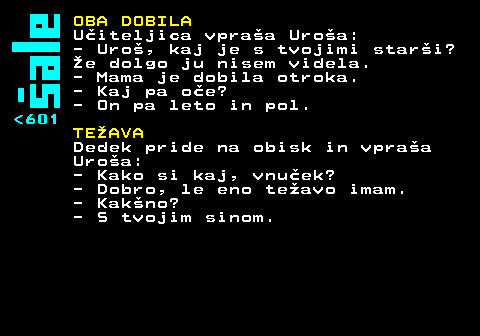 Šale
<601
OBA DOBILA
Učiteljica vpraša Uroša:
- Uroš, kaj je s tvojimi starši?
Že dolgo ju nisem videla.
- Mama je dobila otroka.
- Kaj pa oče?
- On pa leto in pol.
TEŽAVA
Dedek pride na obisk in vpraša
Uroša:
- Kako si kaj, vnuček?
- Dobro, le eno težavo imam.
- Kakšno?
- S tvojim sinom.